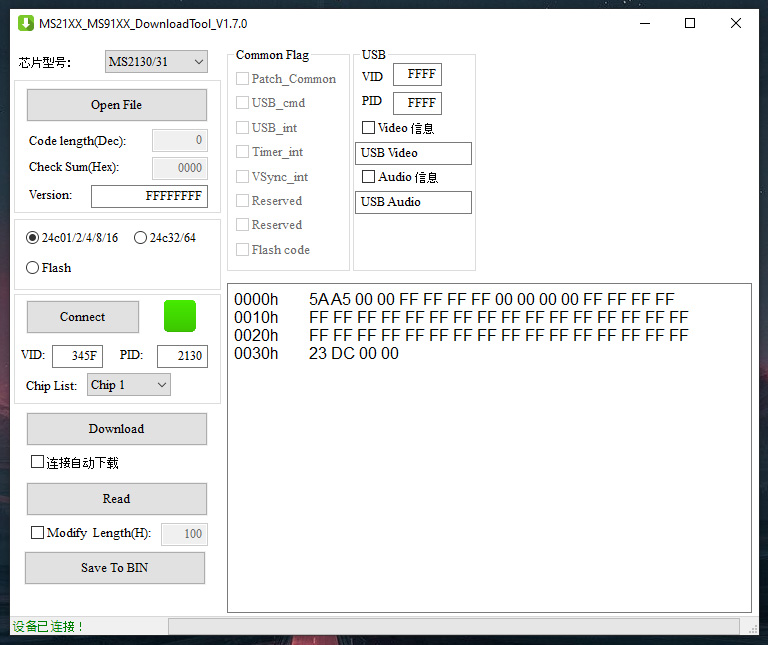 MS21XX_MS91XX_DownloadTool_V1.7.0
芯片型号:
MS2130/31
Open File
Code length(Dec):
0
Check Sum(Hex):
0000
Version:
FFFFFFFF
24c01/2/4/8/16
24c32/64
Flash
Connect
VID:
345F
PID:
2130
Chip List:
Chip 1
Download
连接自动下载
Read
Modify Length(H):
100
Save To BIN
Common Flag
Patch_Common
USB_cmd
USB_int
Timer_int
VSync_int
Reserved
Reserved
Flash code
USB
VID
FFFF
PID
FFFF
Video 信息
USB Video
Audio 信息
USB Audio
0000h 5A A5 00 00 FF FF FF FF 00 00 00 00 FF FF FF FF
0010h FF FF FF FF FF FF FF FF FF FF FF FF FF FF FF FF
0020h FF FF FF FF FF FF FF FF FF FF FF FF FF FF FF FF
0030h 23 DC 00 00
设备已连接！